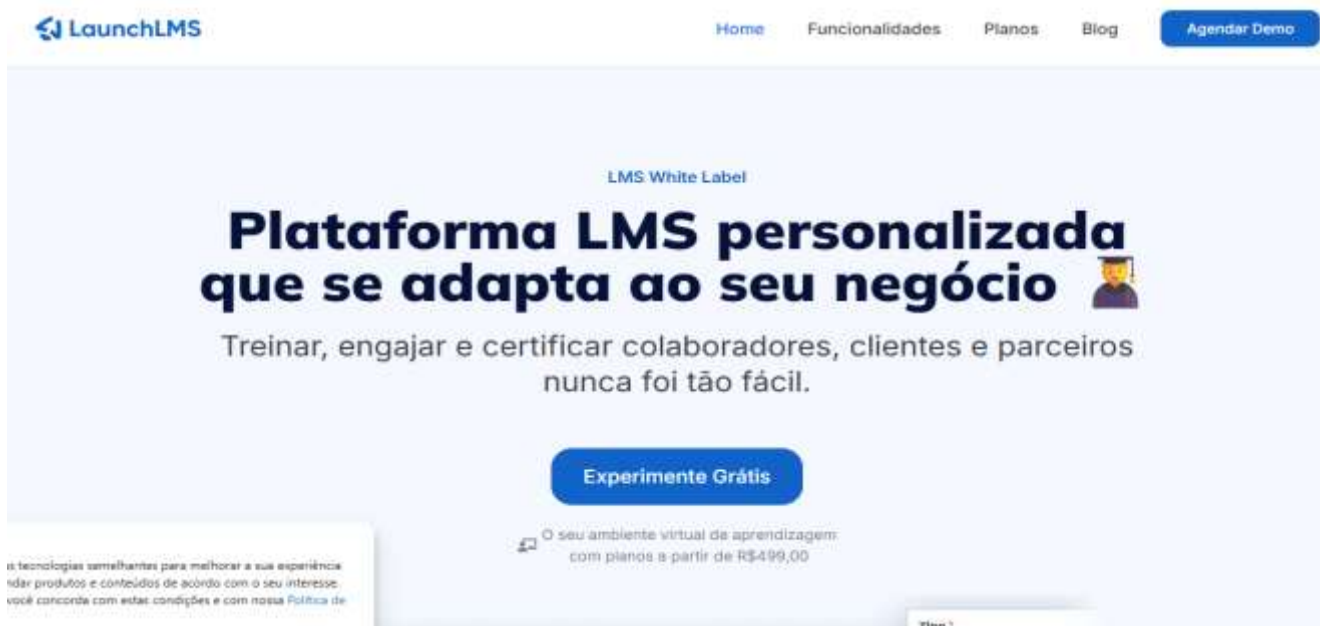 LaunchLMS
Home Funcionalidades Planos Blog Agendar Demo
LMS White Label
Plataforma LMS personalizada
que se adapta ao seu negócio
Treinar, engajar e certificar colaboradores, clientes e parceiros
nunca foi tão fácil.
Experimente Grátis
O seu ambiente virtual de aprendizagem
com planos a partir de R$499,00
s tecnologias semelhantes para melhorar a sua experiência
ndar produtos e conteúdos de acordo com o seu interesse.
você concorda com estas condições e com nossa Política de